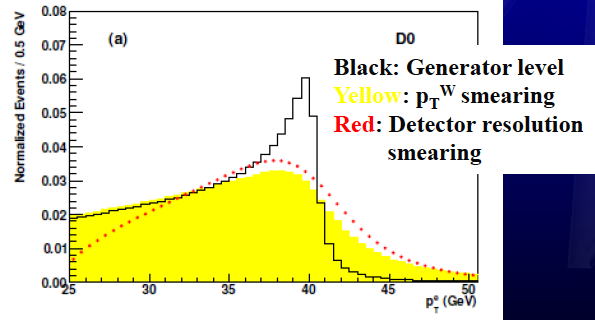 0.08
(a)
D0
0.07
0.06
0.05
0.04
0.03
0.02
0.01
0.00
Normalized Events / 0.5 GeV
Black: Generator level
Yellow: pTW smearing
Red: Detector resolution
smearing
25
30
35
40
45
50
pTe (GeV)